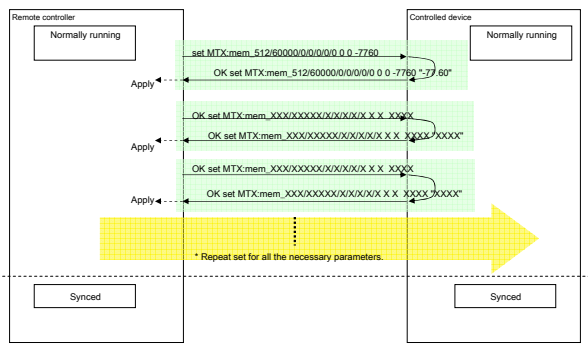 Remote controller
Controlled device
Normally running
Normally running
set MTX:mem_512/60000/0/0/0/0/0 0 0 -7760
OK set MTX:mem_512/60000/0/0/0/0/0 0 0 -7760 "-77.60"
Apply
OK set MTX:mem_XXX/XXXXX/X/X/X/X/X X X XXXX
OK set MTX:mem_XXX/XXXXX/X/X/X/X/X X X XXXX "XXXX"
Apply
OK set MTX:mem_XXX/XXXXX/X/X/X/X/X X X XXXX
OK set MTX:mem_XXX/XXXXX/X/X/X/X/X X X XXXX "XXXX"
Apply
* Repeat set for all the necessary parameters.
Synced
Synced